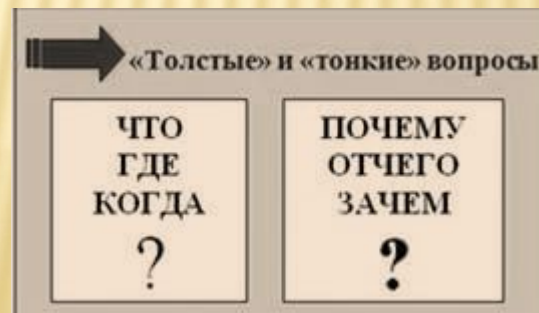 «Толстые» и «тонкие» вопросы
ЧТО
ГДЕ
КОГДА
?
ПОЧЕМУ
ОТЧЕГО
ЗАЧЕМ
?